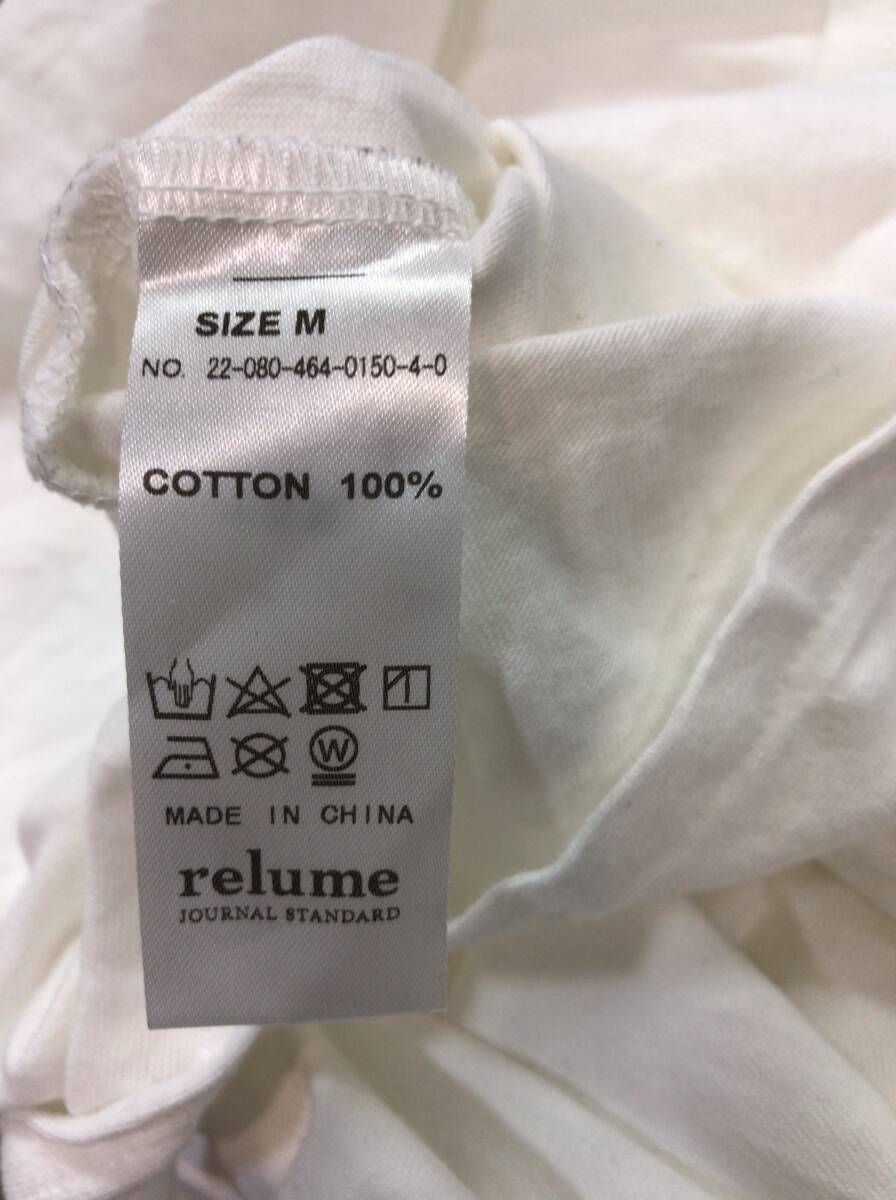 SIZE M
NO. 22-080-464-0150-4-0
COTTON 100%
W
MADE IN CHINA
relume
JOURNAL STANDARD